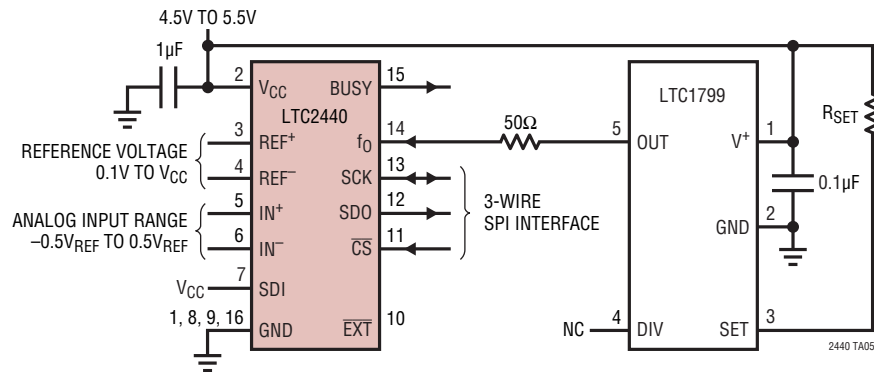 4.5V TO 5.5V
1µF
2
VCC
BUSY
15
LTC2440
LTC1799
RSET
3
REF+
fO
14
50Ω
5
OUT
V+
1
REFERENCE VOLTAGE
0.1V TO VCC
4
REF–
SCK
13
0.1µF
5
IN+
SDO
12
3-WIRE
SPI INTERFACE
ANALOG INPUT RANGE
–0.5VREF TO 0.5VREF
6
IN–
CS
11
GND
2
VCC
7
SDI
1, 8, 9, 16
GND
EXT
10
NC
4
DIV
SET
3
2440 TA05